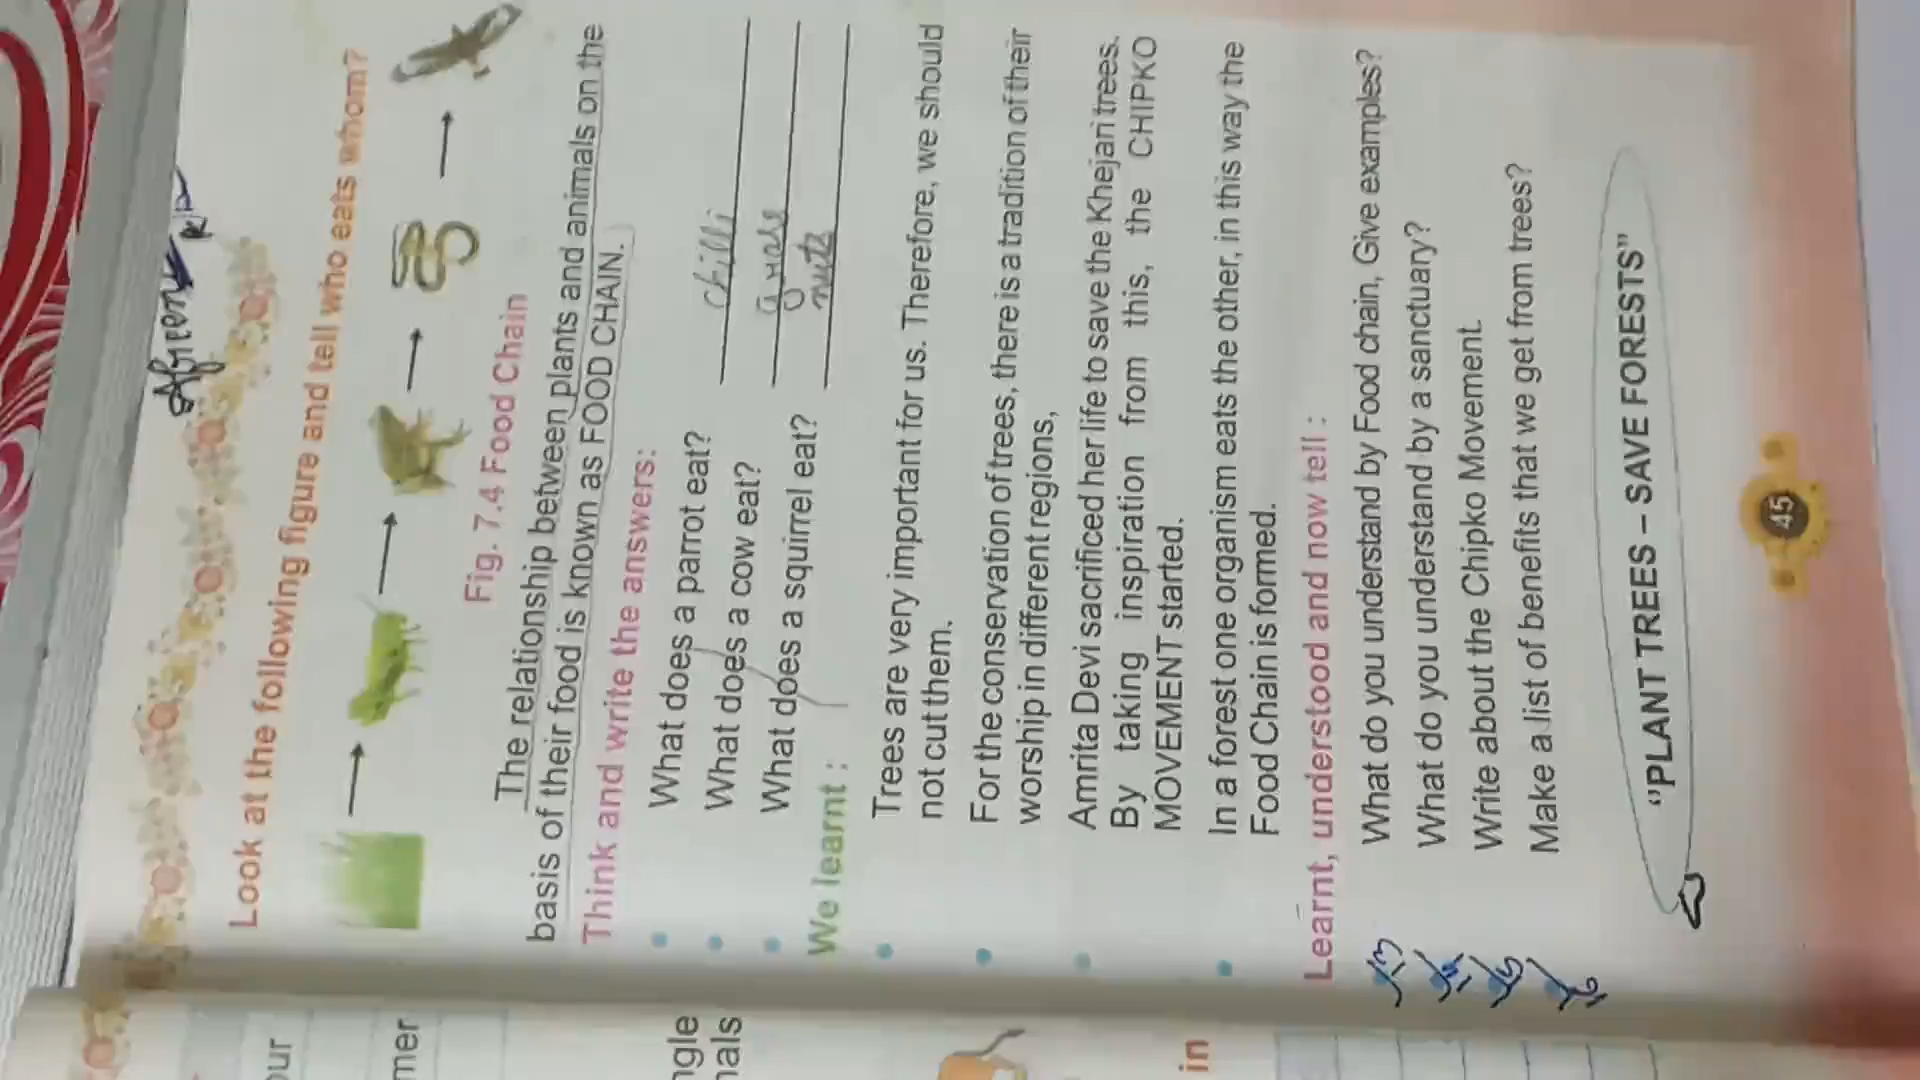 Look at the following figure and tell who eats whom?
Fig. 7.4 Food Chain
The relationship between plants and animals on the
basis of their food is known as FOOD CHAIN.
Think and write the answers:
What does a parrot eat? chilli
What does a cow eat?
What does a squirrel eat? nuts
We learnt :
Trees are very important for us. Therefore, we should
not cut them.
For the conservation of trees, there is a tradition of their
worship in different regions,
Amrita Devi sacrificed her life to save the Khejari trees.
By taking inspiration from this, the CHIPKO
MOVEMENT started.
In a forest one organism eats the other, in this way the
Food Chain is formed.
Learnt, understood and now tell :
What do you understand by Food chain, Give examples?
What do you understand by a sanctuary?
Write about the Chipko Movement.
Make a list of benefits that we get from trees?
"PLANT TREES – SAVE FORESTS"
45
our
mer
ngle
nals
in